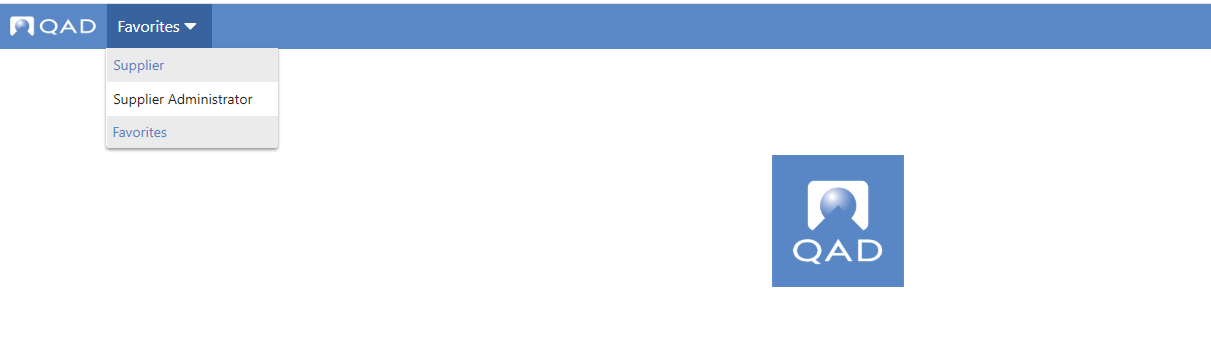 QAD
Favorites
Supplier
Supplier Administrator
Favorites
QAD